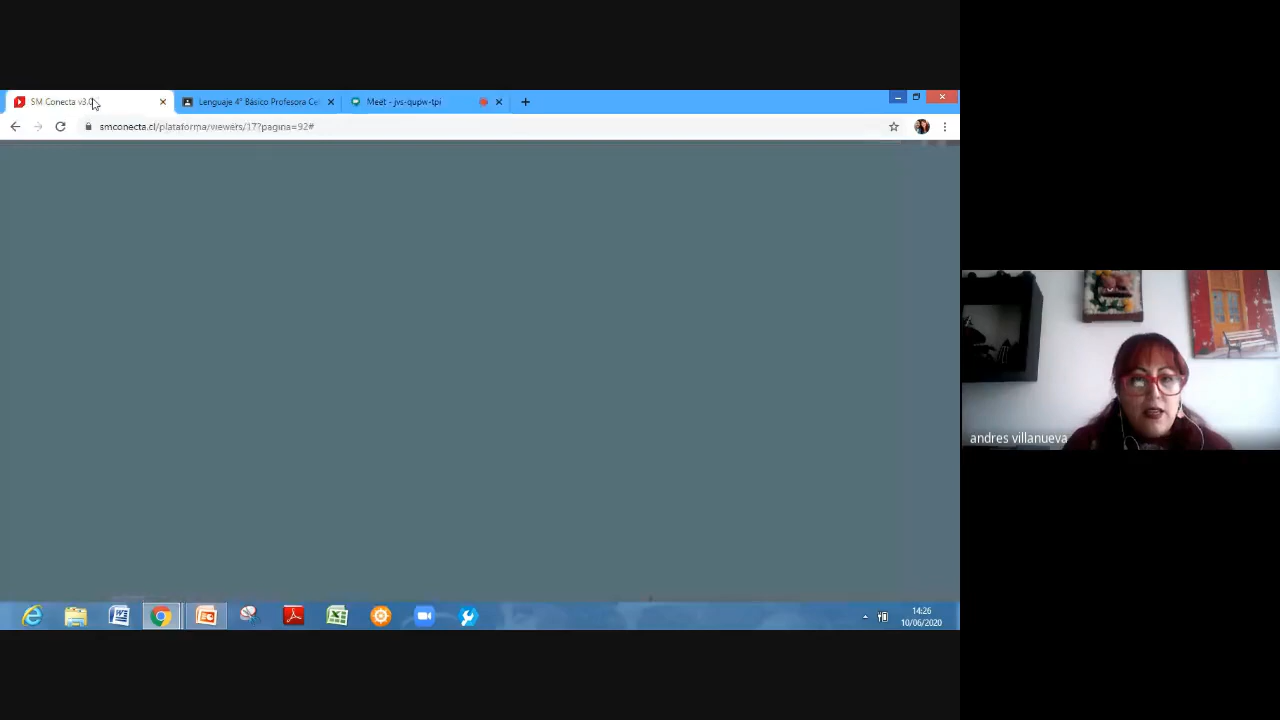 SM Conecta v3.0
Lenguaje 4° Básico Profesora Ce
Meet - jvs-qupw-tpi
smconecta.cl/plataforma/viewers/17?pagina=92#
andres villanueva
14:26
10/06/2020